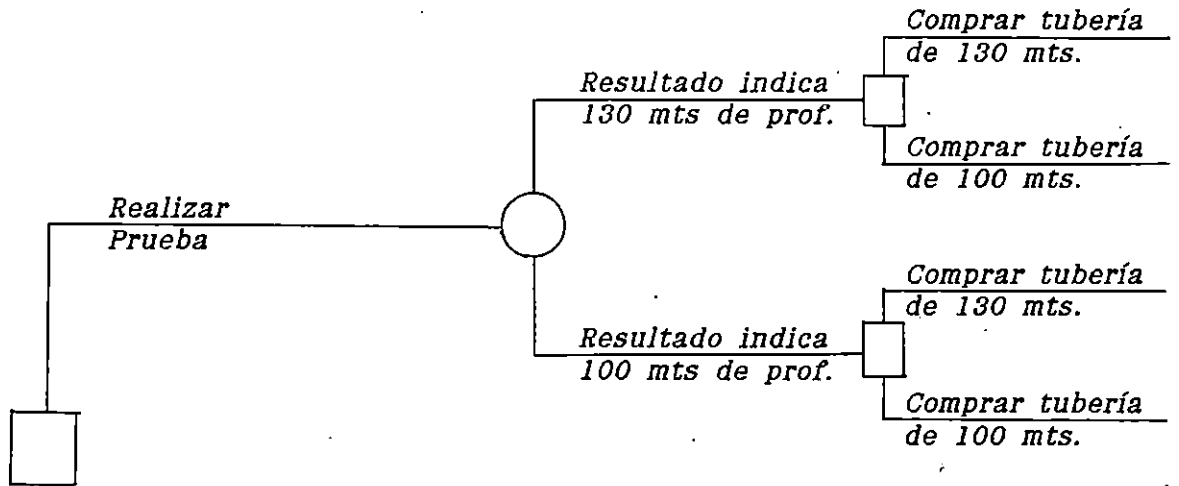 Comprar tubería
de 130 mts.
Resultado indica
130 mts de prof.
Comprar tubería
de 100 mts.
Realizar
Prueba
Comprar tubería
de 130 mts.
Resultado indica
100 mts de prof.
Comprar tubería
de 100 mts.